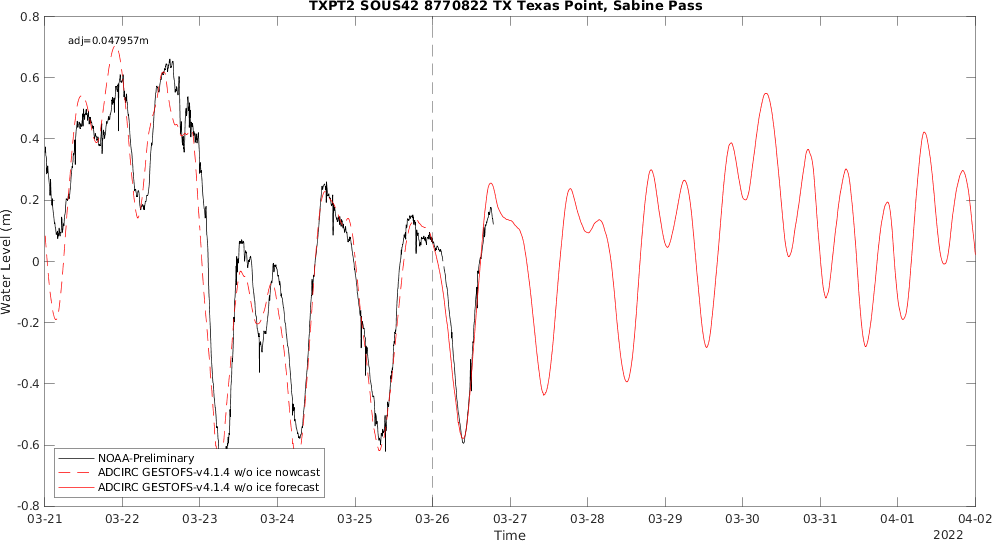 TXPT2 SOUS42 8770822 TX Texas Point, Sabine Pass
adj=0.047957m
0.8
0.6
0.4
0.2
0
-0.2
-0.4
-0.6
-0.8
Water Level (m)
NOAA-Preliminary
ADCIRC GESTOFS-v4.1.4 w/o ice nowcast
ADCIRC GESTOFS-v4.1.4 w/o ice forecast
03-21 03-22 03-23 03-24 03-25 03-26 03-27 03-28 03-29 03-30 03-31 04-01 04-02
Time
2022